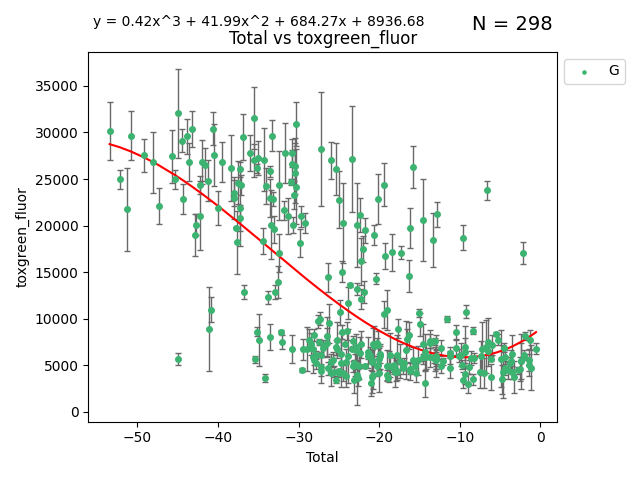 y = 0.42x^3 + 41.99x^2 + 684.27x + 8936.68
N = 298
Total vs toxgreen_fluor
G
toxgreen_fluor
35000
30000
25000
20000
15000
10000
5000
0
−50
−40
−30
−20
−10
0
Total